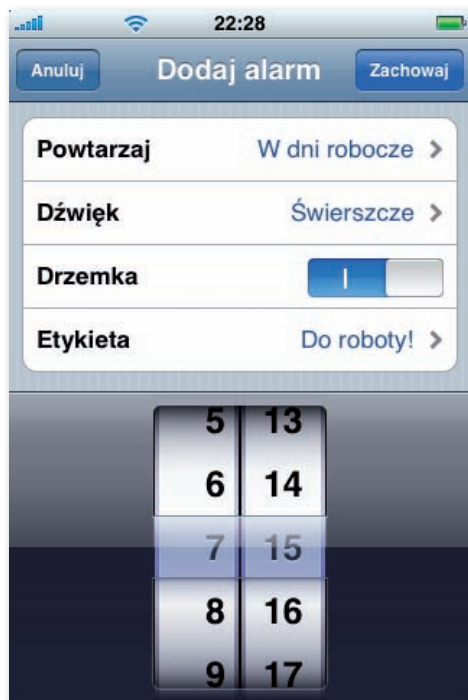 22:28
Anuluj Dodaj alarm Zachowaj
Powtarzaj W dni robocze >
Dźwięk Świerszcze >
Drzemka
Etykieta Do roboty! >
5 13
6 14
7 15
8 16
9 17